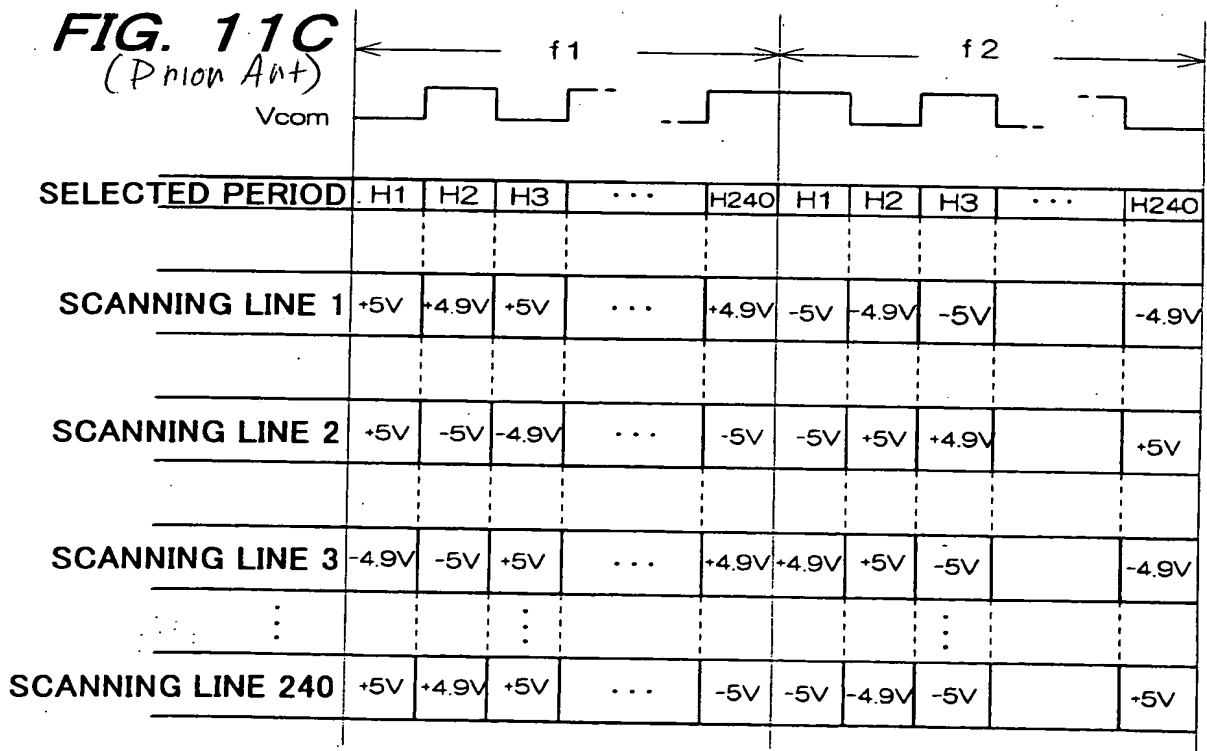 FIG. 11C
(Prior Art)
f1 f2
Vcom
SELECTED PERIOD H1 H2 H3 ··· H240 H1 H2 H3 ··· H240
SCANNING LINE 1 +5V +4.9V +5V ··· +4.9V -5V -4.9V -5V -4.9V
SCANNING LINE 2 +5V -5V -4.9V ··· -5V -5V +5V +4.9V +5V
SCANNING LINE 3 -4.9V -5V +5V ··· +4.9V +4.9V +5V -5V -4.9V
SCANNING LINE 240 +5V +4.9V +5V ··· -5V -5V -4.9V -5V +5V